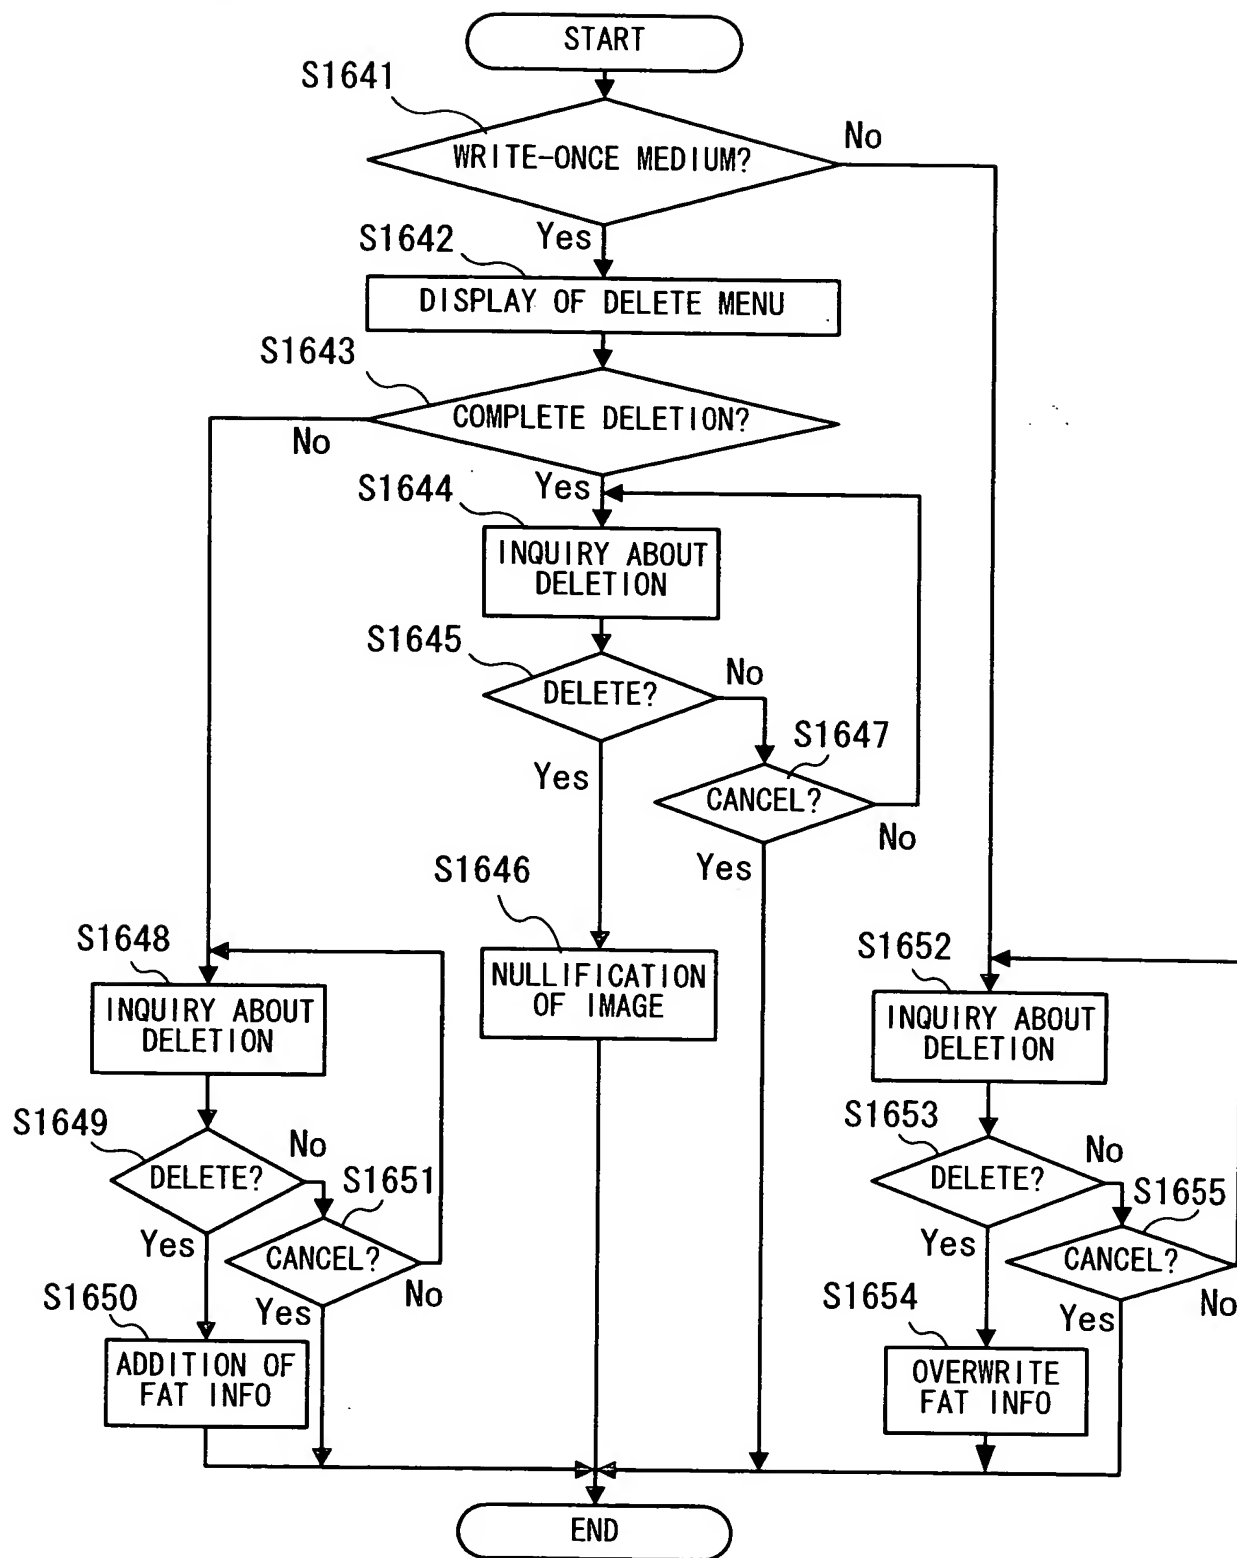 START
S1641
No
WRITE-ONCE MEDIUM?
Yes
S1642
DISPLAY OF DELETE MENU
S1643
COMPLETE DELETION?
No
Yes
S1644
INQUIRY ABOUT
DELETION
S1645
No
DELETE?
Yes
S1647
CANCEL?
No
Yes
S1646
NULLIFICATION
OF IMAGE
S1648
INQUIRY ABOUT
DELETION
S1649
No
DELETE?
S1651
Yes
CANCEL?
No
Yes
S1650
ADDITION OF
FAT INFO
S1652
INQUIRY ABOUT
DELETION
S1653
No
DELETE?
S1655
Yes
CANCEL?
No
Yes
S1654
OVERWRITE
FAT INFO
END